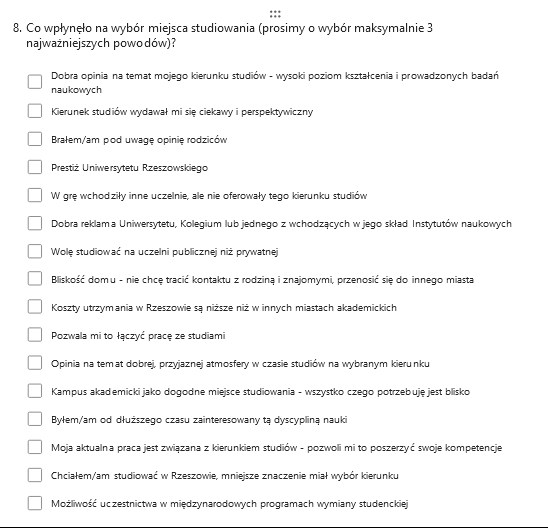 8. Co wpłynęło na wybór miejsca studiowania (prosimy o wybór maksymalnie 3
najważniejszych powodów)?
Dobra opinia na temat mojego kierunku studiów - wysoki poziom kształcenia i prowadzonych badań
naukowych
Kierunek studiów wydawał mi się ciekawy i perspektywiczny
Brałem/am pod uwagę opinię rodziców
Prestiż Uniwersytetu Rzeszowskiego
W grę wchodziły inne uczelnie, ale nie oferowały tego kierunku studiów
Dobra reklama Uniwersytetu, Kolegium lub jednego z wchodzących w jego skład Instytutów naukowych
Wolę studiować na uczelni publicznej niż prywatnej
Bliskość domu - nie chcę tracić kontaktu z rodziną i znajomymi, przenosić się do innego miasta
Koszty utrzymania w Rzeszowie są niższe niż w innych miastach akademickich
Pozwala mi to łączyć pracę ze studiami
Opinia na temat dobrej, przyjaznej atmosfery w czasie studiów na wybranym kierunku
Kampus akademicki jako dogodne miejsce studiowania - wszystko czego potrzebuję jest blisko
Byłem/am od dłuższego czasu zainteresowany tą dyscypliną nauki
Moja aktualna praca jest związana z kierunkiem studiów - pozwoli mi to poszerzyć swoje kompetencje
Chciałem/am studiować w Rzeszowie, mniejsze znaczenie miał wybór kierunku
Możliwość uczestnictwa w międzynarodowych programach wymiany studenckiej